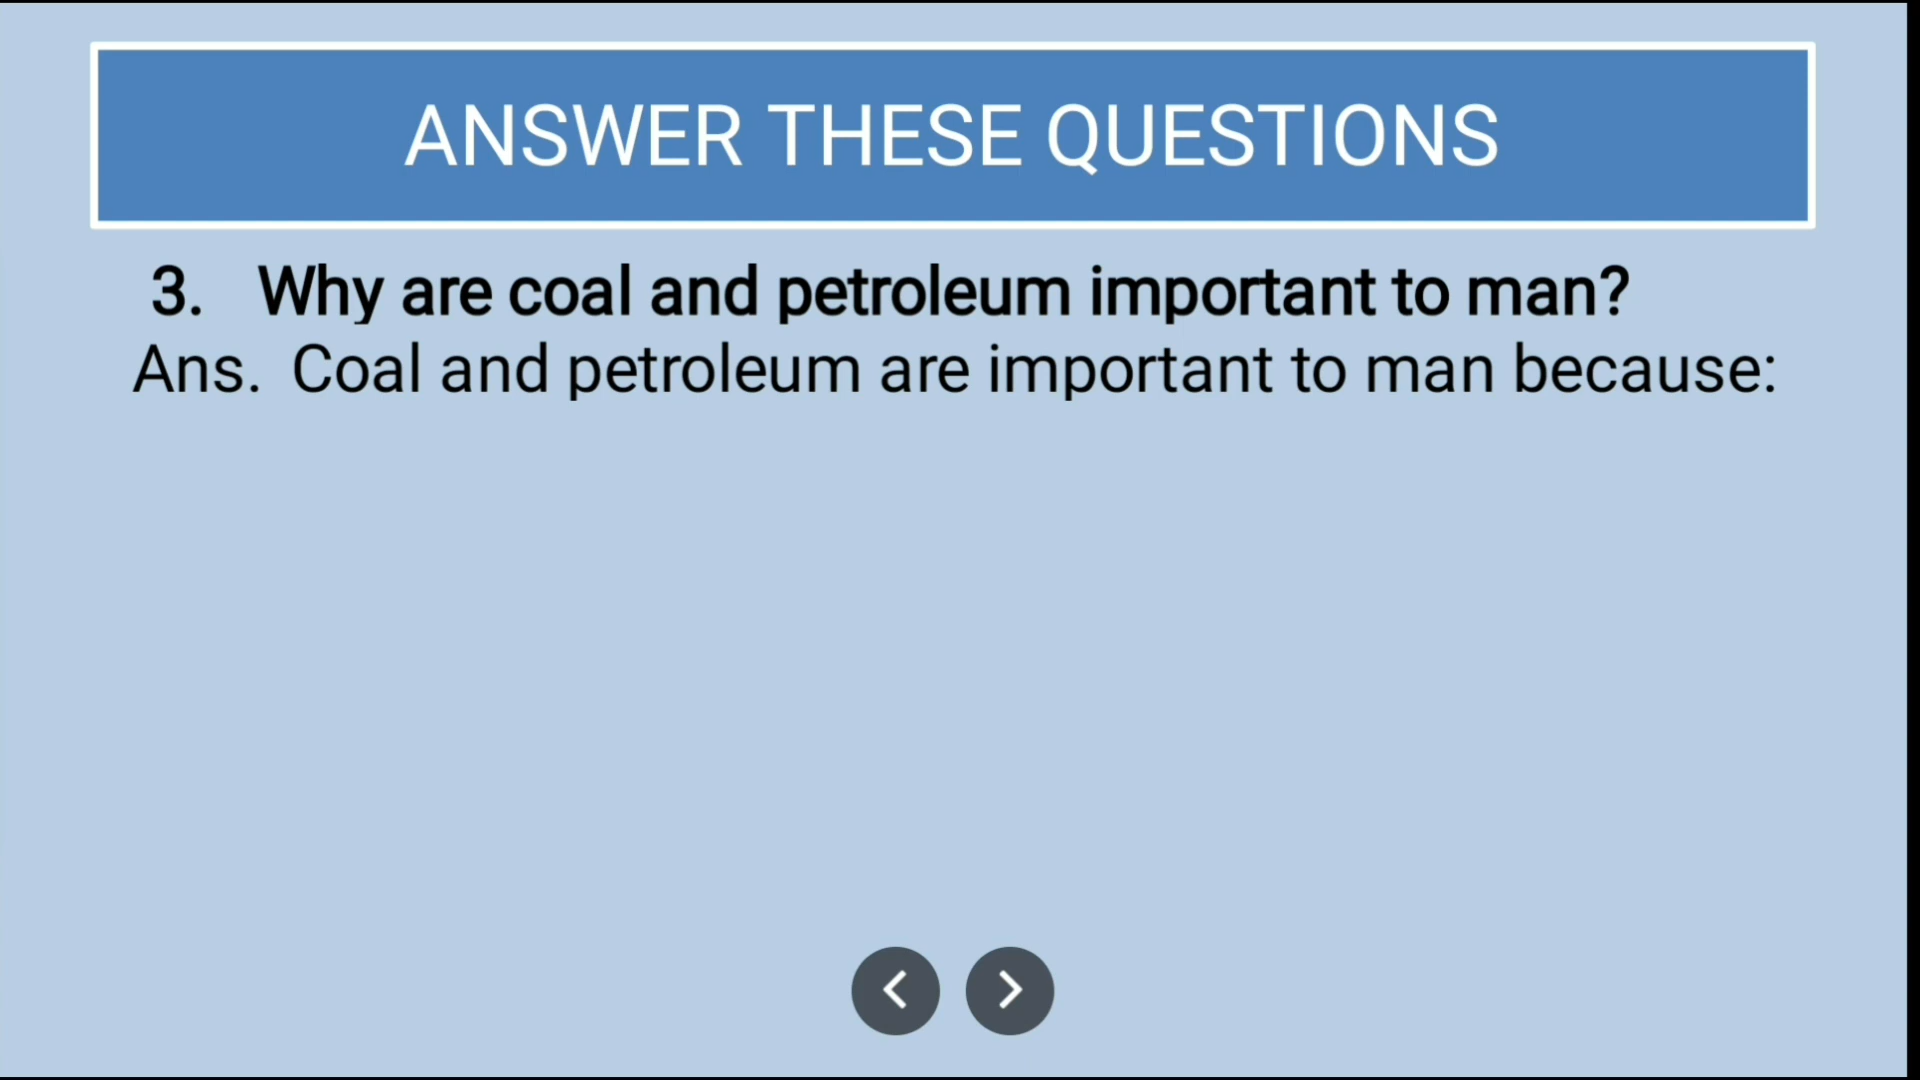 ANSWER THESE QUESTIONS
3. Why are coal and petroleum important to man?
Ans. Coal and petroleum are important to man because: